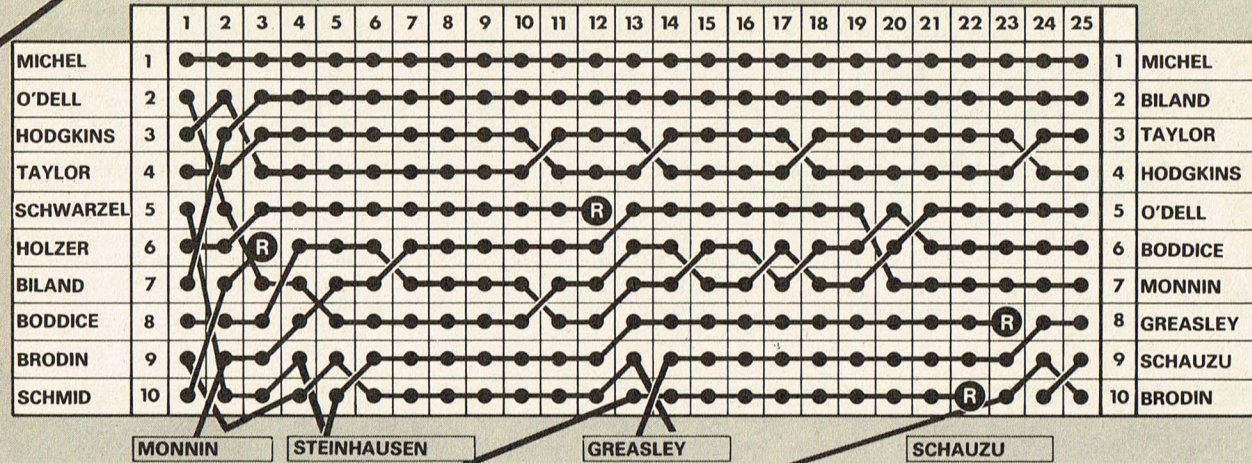 1 2 3 4 5 6 7 8 9 10 11 12 13 14 15 16 17 18 19 20 21 22 23 24 25
MICHEL 1 1 MICHEL
O'DELL 2 2 BILAND
HODGKINS 3 3 TAYLOR
TAYLOR 4 4 HODGKINS
SCHWARZEL 5 R 5 O'DELL
HOLZER 6 R 6 BODDICE
BILAND 7 7 MONNIN
BODDICE 8 R 8 GREASLEY
BRODIN 9 9 SCHAUZU
SCHMID 10 R 10 BRODIN
MONNIN STEINHAUSEN GREASLEY SCHAUZU